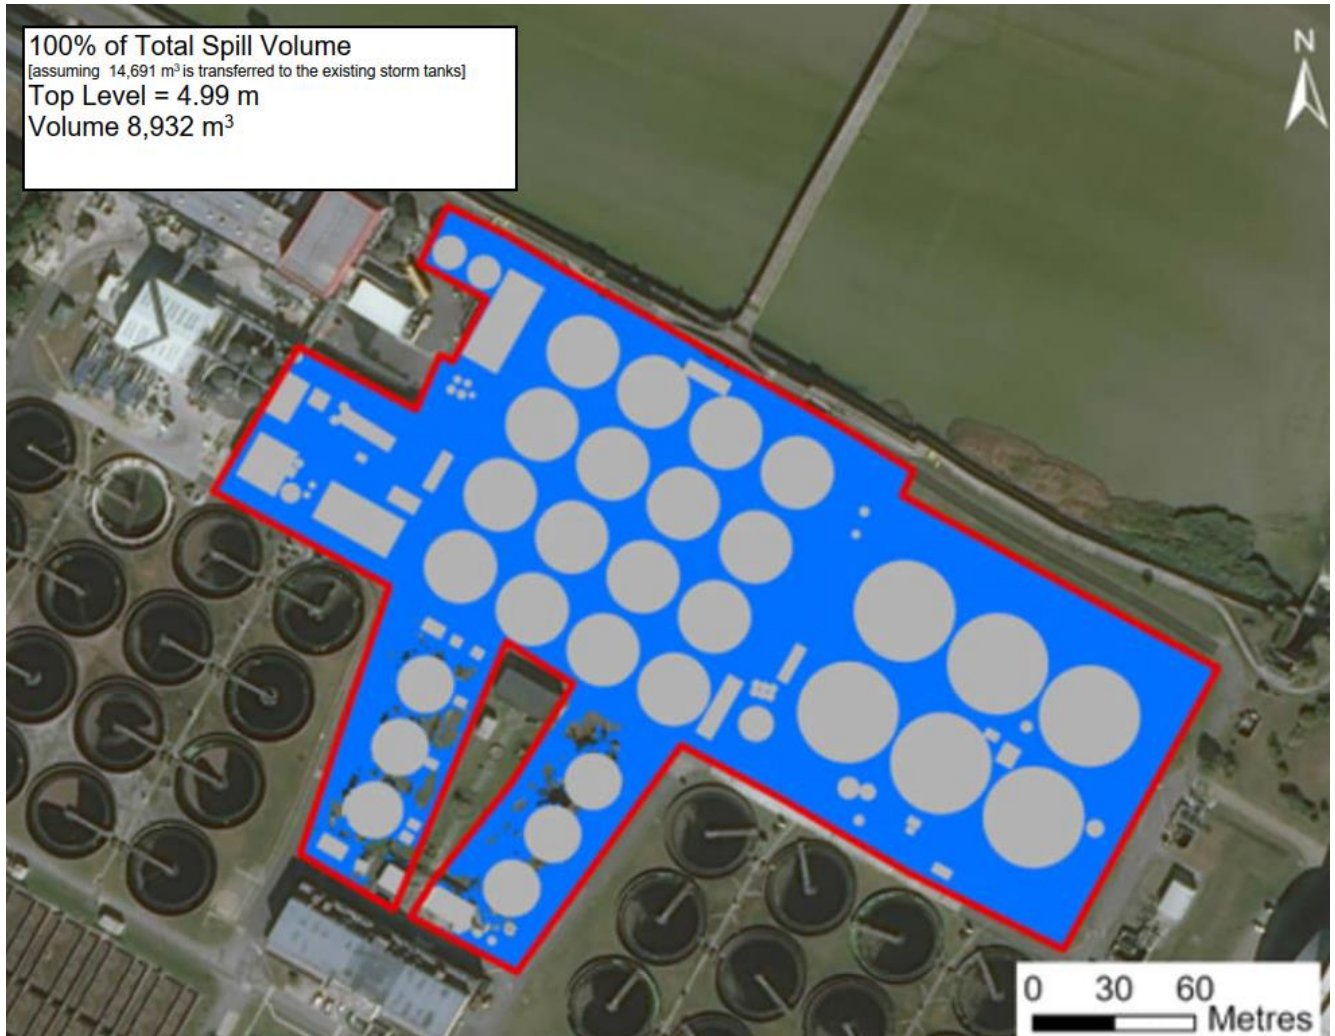 100% of Total Spill Volume
[assuming 14,691 m³ is transferred to the existing storm tanks]
Top Level = 4.99 m
Volume 8,932 m³
N
0 30 60
Metres